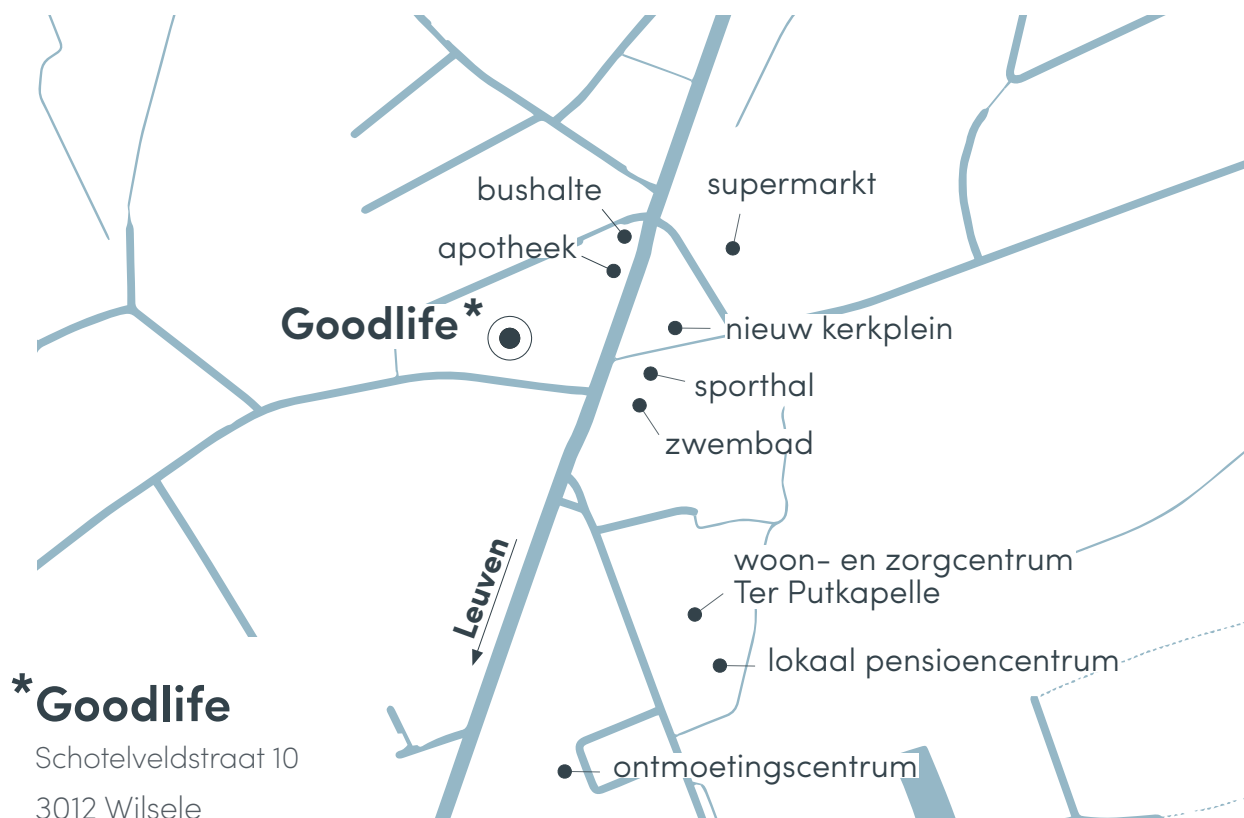 bushalte
supermarkt
apotheek
Goodlife*
nieuw kerkplein
sporthal
zwembad
Leuven
woon- en zorgcentrum
Ter Putkapelle
lokaal pensioencentrum
*Goodlife
Schotelveldstraat 10
3012 Wilsele
ontmoetingscentrum